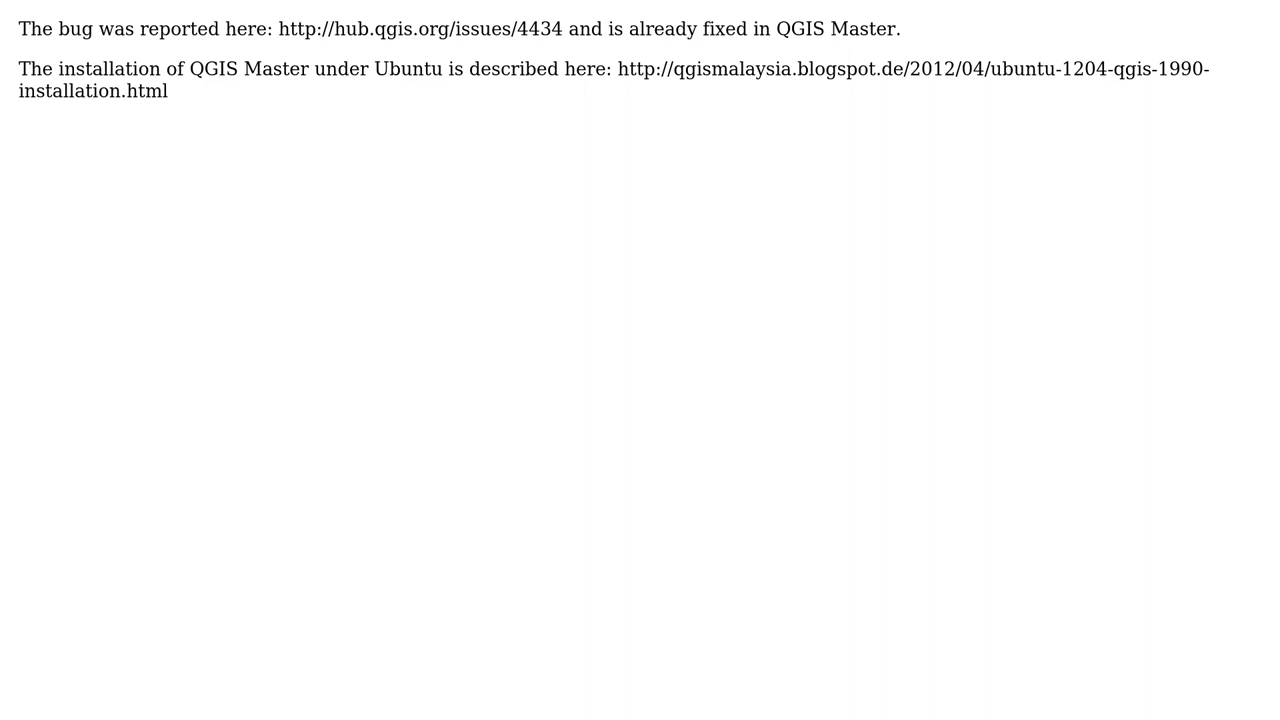 The bug was reported here: http://hub.qgis.org/issues/4434 and is already fixed in QGIS Master.
The installation of QGIS Master under Ubuntu is described here: http://qgismalaysia.blogspot.de/2012/04/ubuntu-1204-qgis-1990-
installation.html